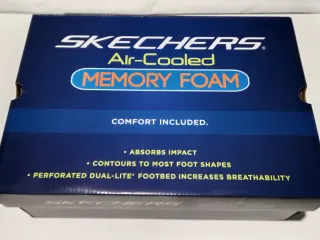 SKECHERS
Air-Cooled
MEMORY FOAM
COMFORT INCLUDED.
• ABSORBS IMPACT
• CONTOURS TO MOST FOOT SHAPES
• PERFORATED DUAL-LITE® FOOTBED INCREASES BREATHABILITY
SKECHERS